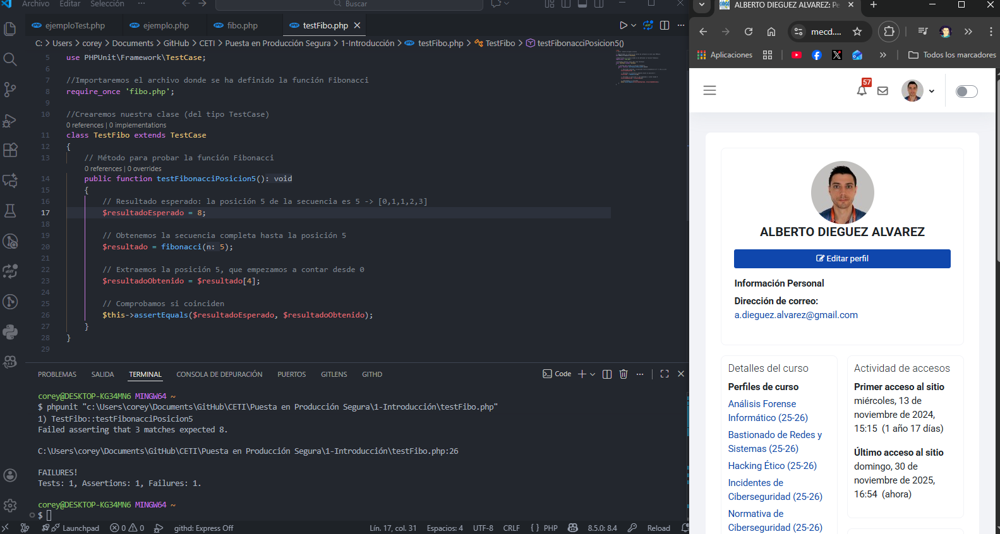 Archivo Editar Selección ··· Buscar
ejemploTest.php ejemplo.php fibo.php testFibo.php
C: > Users > corey > Documents > GitHub > CETI > Puesta en Producción Segura > 1-Introducción > testFibo.php > TestFibo > testFibonacciPosicion5()
5 use PHPUnit\Framework\TestCase;
6
7 //Importaremos el archivo donde se ha definido la función Fibonacci
8 require_once 'fibo.php';
9
10 //Crearemos nuestra clase (del tipo TestCase)
0 references | 0 implementations
11 class TestFibo extends TestCase
12 {
13 // Método para probar la función Fibonacci
0 references | 0 overrides
14 public function testFibonacciPosicion5(): void
15 {
16 // Resultado esperado: la posición 5 de la secuencia es 5 -> [0,1,1,2,3]
17 $resultadoEsperado = 8;
18
19 // Obtenemos la secuencia completa hasta la posición 5
20 $resultado = fibonacci(n: 5);
21
22 // Extraemos la posición 5, que empezamos a contar desde 0
23 $resultadoObtenido = $resultado[4];
24
25 // Comprobamos si coinciden
26 $this->assertEquals($resultadoEsperado, $resultadoObtenido);
27 }
28 }
29
PROBLEMAS SALIDA TERMINAL CONSOLA DE DEPURACIÓN PUERTOS GITLENS GITHD Code
corey@DESKTOP-KG34MN6 MINGW64 ~
$ phpunit "c:\Users\corey\Documents\GitHub\CETI\Puesta en Producción Segura\1-Introducción\testFibo.php"
1) TestFibo::testFibonacciPosicion5
Failed asserting that 3 matches expected 8.
C:\Users\corey\Documents\GitHub\CETI\Puesta en Producción Segura\1-Introducción\testFibo.php:26
FAILURES!
Tests: 1, Assertions: 1, Failures: 1.
corey@DESKTOP-KG34MN6 MINGW64 ~
$
Launchpad 0 0 githd: Express Off Lín. 17, col. 31 Espacios: 4 UTF-8 CRLF { } PHP 8.5.0: 8.4 Reload
ALBERTO DIEGUEZ ALVAREZ: Pe
mecd....
Aplicaciones Todos los marcadores
57
ALBERTO DIEGUEZ ALVAREZ
Editar perfil
Información Personal
Dirección de correo:
a.dieguez.alvarez@gmail.com
Detalles del curso
Perfiles de curso
Análisis Forense
Informático (25-26)
Bastionado de Redes y
Sistemas (25-26)
Hacking Ético (25-26)
Incidentes de
Ciberseguridad (25-26)
Normativa de
Ciberseguridad (25-26)
Actividad de accesos
Primer acceso al sitio
miércoles, 13 de
noviembre de 2024,
15:15 (1 año 17 días)
Último acceso al sitio
domingo, 30 de
noviembre de 2025,
16:54 (ahora)